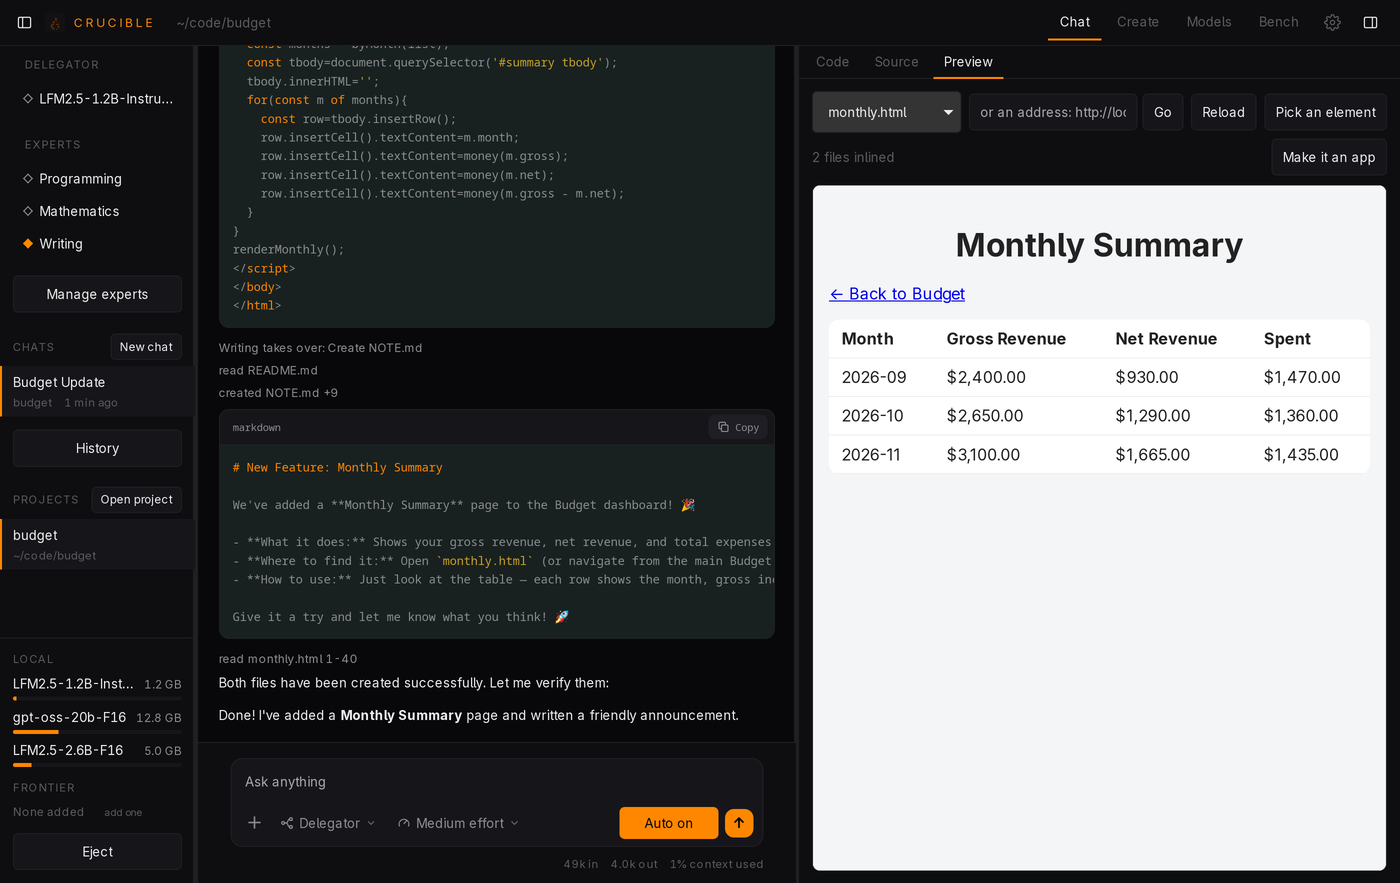 CRUCIBLE
~/code/budget
Chat
Create
Models
Bench
DELEGATOR
LFM2.5-1.2B-Instru...
EXPERTS
Programming
Mathematics
Writing
Manage experts
CHATS
New chat
Budget Update
budget 1 min ago
History
PROJECTS
Open project
budget
~/code/budget
LOCAL
LFM2.5-1.2B-Inst... 1.2 GB
gpt-oss-20b-F16 12.8 GB
LFM2.5-2.6B-F16 5.0 GB
FRONTIER
None added add one
Eject
const tbody=document.querySelector('#summary tbody');
tbody.innerHTML='';
for(const m of months){
const row=tbody.insertRow();
row.insertCell().textContent=m.month;
row.insertCell().textContent=money(m.gross);
row.insertCell().textContent=money(m.net);
row.insertCell().textContent=money(m.gross - m.net);
}
}
renderMonthly();
</script>
</body>
</html>
Writing takes over: Create NOTE.md
read README.md
created NOTE.md +9
markdown
Copy
# New Feature: Monthly Summary
We've added a **Monthly Summary** page to the Budget dashboard! 🎉
- **What it does:** Shows your gross revenue, net revenue, and total expenses
- **Where to find it:** Open `monthly.html` (or navigate from the main Budget
- **How to use:** Just look at the table — each row shows the month, gross in
Give it a try and let me know what you think! 🚀
read monthly.html 1-40
Both files have been created successfully. Let me verify them:
Done! I've added a Monthly Summary page and written a friendly announcement.
Ask anything
Delegator
Medium effort
Auto on
49k in 4.0k out 1% context used
Code
Source
Preview
monthly.html
or an address: http://loc
Go
Reload
Pick an element
2 files inlined
Make it an app
Monthly Summary
← Back to Budget
Month Gross Revenue Net Revenue Spent
2026-09 $2,400.00 $930.00 $1,470.00
2026-10 $2,650.00 $1,290.00 $1,360.00
2026-11 $3,100.00 $1,665.00 $1,435.00